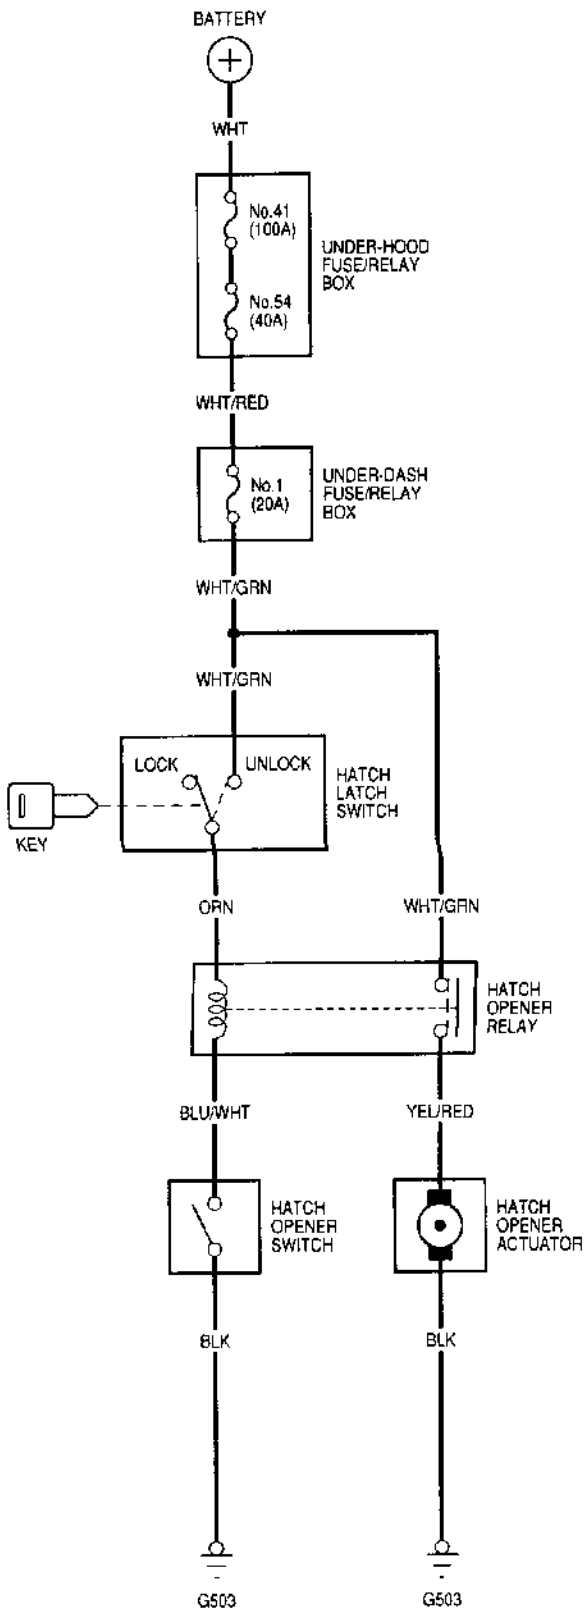 BATTERY
WHT
No.41
(100A)
UNDER-HOOD
FUSE/RELAY
BOX
No.54
(40A)
WHT/RED
No.1
(20A)
UNDER-DASH
FUSE/RELAY
BOX
WHT/GRN
WHT/GRN
LOCK
UNLOCK
HATCH
LATCH
SWITCH
KEY
ORN
WHT/GRN
HATCH
OPENER
RELAY
BLU/WHT
YEL/RED
HATCH
OPENER
SWITCH
HATCH
OPENER
ACTUATOR
BLK
BLK
G503
G503